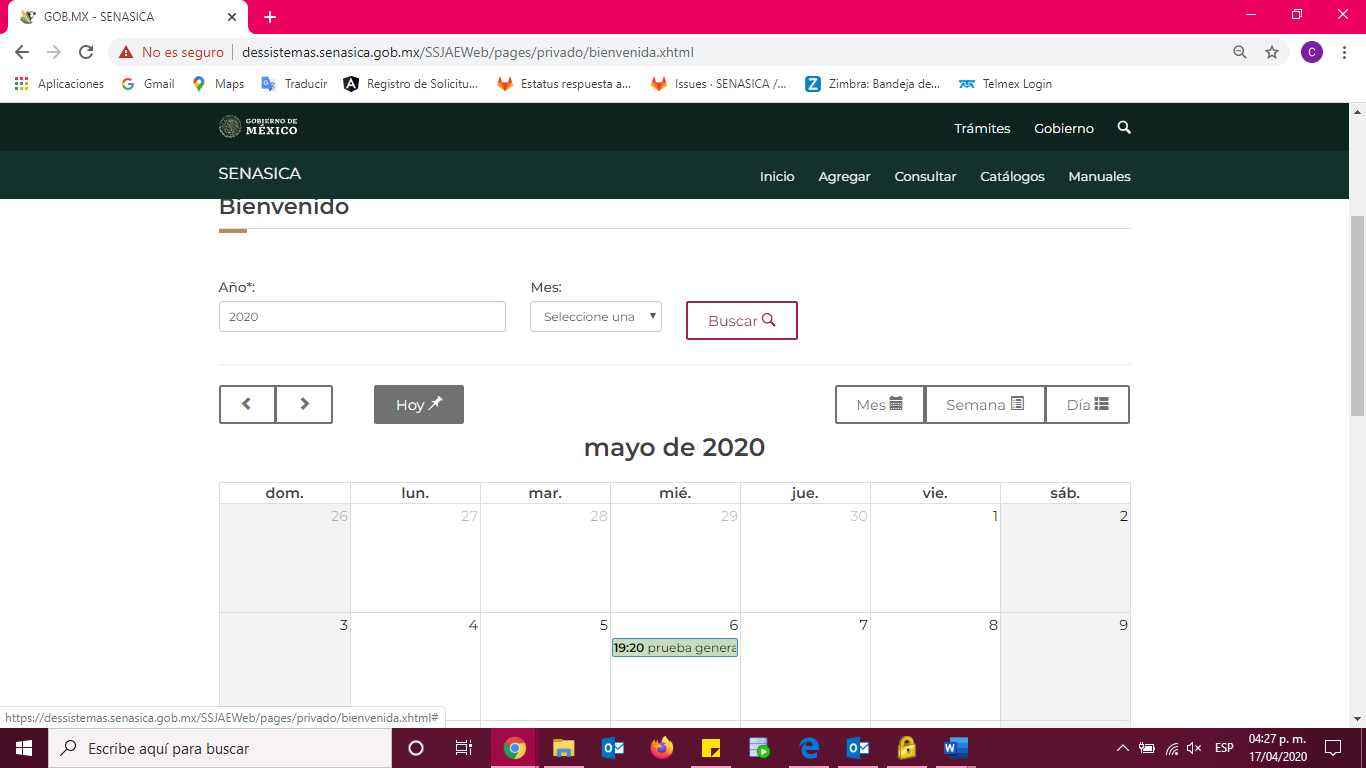 GOB.MX - SENASICA
No es seguro
dessistemas.senasica.gob.mx/SSJAEWeb/pages/privado/bienvenida.xhtml
C
Aplicaciones Gmail Maps Traducir Registro de Solicitu... Estatus respuesta a... Issues · SENASICA /... Zimbra: Bandeja de... Telmex Login
GOBIERNO DE
MÉXICO
Trámites Gobierno
SENASICA
Inicio Agregar Consultar Catálogos Manuales
Bienvenido
Año*: Mes:
2020 Seleccione una Buscar
Hoy Mes Semana Día
mayo de 2020
dom. lun. mar. mié. jue. vie. sáb.
26 27 28 29 30 1 2
3 4 5 6 7 8 9
19:20 prueba genera
https://dessistemas.senasica.gob.mx/SSJAEWeb/pages/privado/bienvenida.xhtml#
Escribe aquí para buscar
ESP
04:27 p. m.
17/04/2020